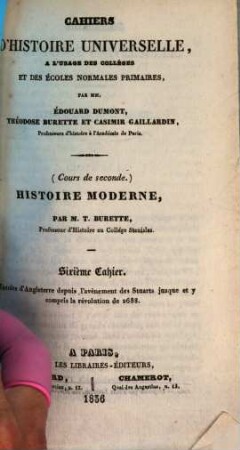 CAHIERS
D'HISTOIRE UNIVERSELLE,
A L'USAGE DES COLLÉGES
ET DES ÉCOLES NORMALES PRIMAIRES,
PAR MM.
ÉDOUARD DUMONT,
THÉODOSE BURETTE ET CASIMIR GAILLARDIN,
Professeurs d'histoire à l'Académie de Paris.
(Cours de seconde.)
HISTOIRE MODERNE,
PAR M. T. BURETTE,
Professeur d'Histoire au Collége Stanislas.
Sixième Cahier.
d'Angleterre depuis l'avénement des Stuarts jusque et y
compris la révolution de 1688.
A PARIS,
LES LIBRAIRES-ÉDITEURS,
RD, CHAMEROT,
n. 13. Quai des Augustins, n. 13.
1836